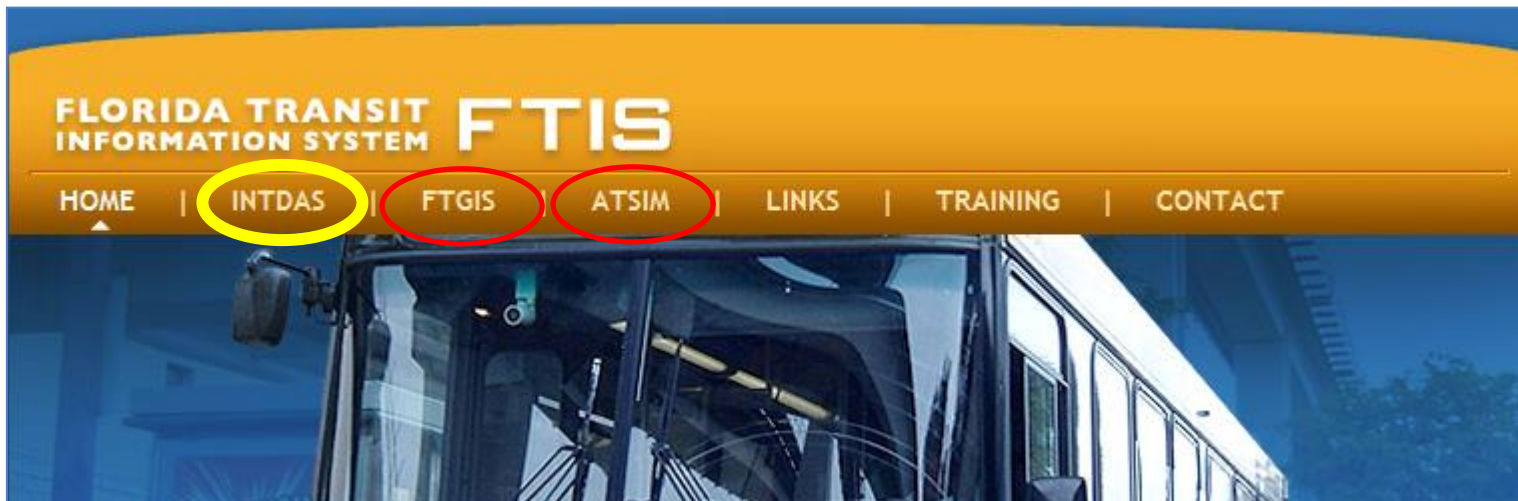 FLORIDA TRANSIT
INFORMATION SYSTEM FTIS
HOME | INTDAS | FTGIS | ATSIM | LINKS | TRAINING | CONTACT